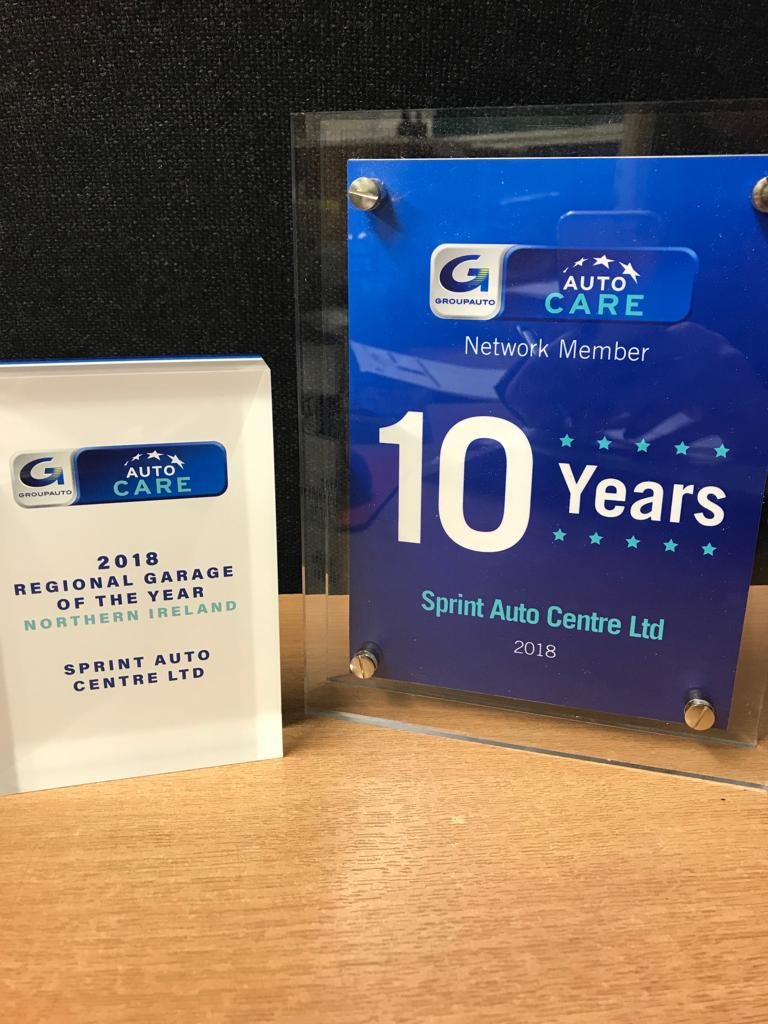 GROUPAUTO
AUTO
CARE
2018
REGIONAL GARAGE
OF THE YEAR
NORTHERN IRELAND
SPRINT AUTO
CENTRE LTD
GROUPAUTO
AUTO
CARE
Network Member
10 Years
Sprint Auto Centre Ltd
2018